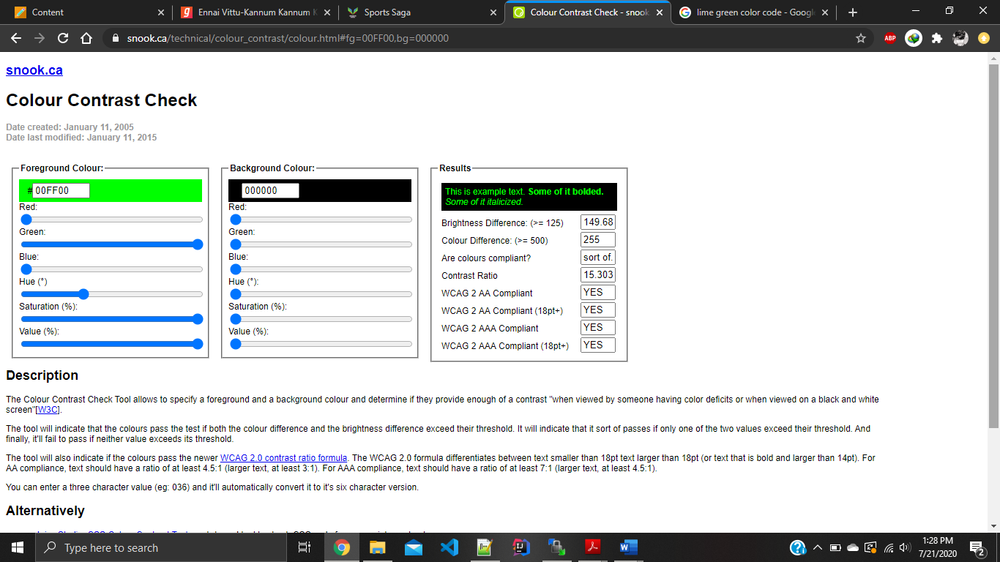 Content
Ennai Vittu-Kannum Kannum K
Sports Saga
Colour Contrast Check - snook
lime green color code - Googl
snook.ca/technical/colour_contrast/colour.html#fg=00FF00,bg=000000
ABP
snook.ca
Colour Contrast Check
Date created: January 11, 2005
Date last modified: January 11, 2015
Foreground Colour:
#00FF00
Red:
Green:
Blue:
Hue (°)
Saturation (%):
Value (%):
Background Colour:
000000
Red:
Green:
Blue:
Hue (°):
Saturation (%):
Value (%):
Results
This is example text. Some of it bolded.
Some of it italicized.
Brightness Difference: (>= 125) 149.68
Colour Difference: (>= 500) 255
Are colours compliant? sort of.
Contrast Ratio 15.303
WCAG 2 AA Compliant YES
WCAG 2 AA Compliant (18pt+) YES
WCAG 2 AAA Compliant YES
WCAG 2 AAA Compliant (18pt+) YES
Description
The Colour Contrast Check Tool allows to specify a foreground and a background colour and determine if they provide enough of a contrast "when viewed by someone having color deficits or when viewed on a black and white
screen"[W3C].
The tool will indicate that the colours pass the test if both the colour difference and the brightness difference exceed their threshold. It will indicate that it sort of passes if only one of the two values exceed their threshold. And
finally, it'll fail to pass if neither value exceeds its threshold.
The tool will also indicate if the colours pass the newer WCAG 2.0 contrast ratio formula. The WCAG 2.0 formula differentiates between text smaller than 18pt text larger than 18pt (or text that is bold and larger than 14pt). For
AA compliance, text should have a ratio of at least 4.5:1 (larger text, at least 3:1). For AAA compliance, text should have a ratio of at least 7:1 (larger text, at least 4.5:1).
You can enter a three character value (eg: 036) and it'll automatically convert it to it's six character version.
Alternatively
Type here to search
1:28 PM
7/21/2020
2